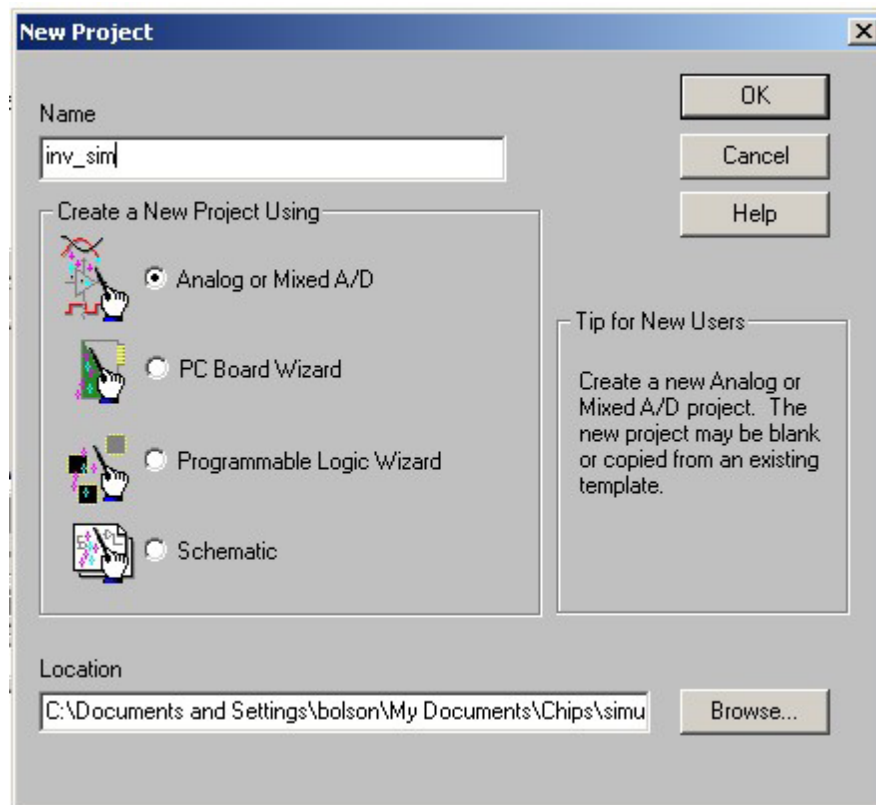 New Project
Name
inv_sim
OK
Cancel
Help
Create a New Project Using
Analog or Mixed A/D
PC Board Wizard
Programmable Logic Wizard
Schematic
Tip for New Users
Create a new Analog or
Mixed A/D project. The
new project may be blank
or copied from an existing
template.
Location
C:\Documents and Settings\bolson\My Documents\Chips\simu
Browse...